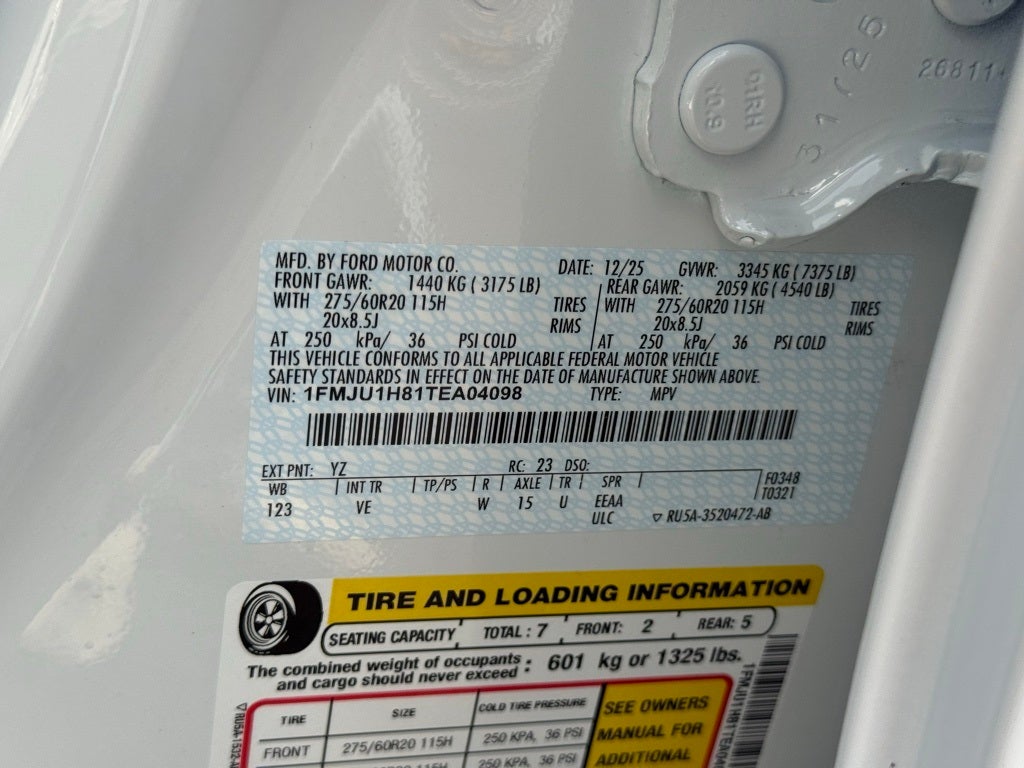 31/25
268114
10.9
MFD. BY FORD MOTOR CO. DATE: 12/25 GVWR: 3345 KG ( 7375 LB)
FRONT GAWR: 1440 KG ( 3175 LB) REAR GAWR: 2059 KG ( 4540 LB)
WITH 275/60R20 115H TIRES WITH 275/60R20 115H TIRES
20x8.5J RIMS 20x8.5J RIMS
AT 250 kPa/ 36 PSI COLD AT 250 kPa/ 36 PSI COLD
THIS VEHICLE CONFORMS TO ALL APPLICABLE FEDERAL MOTOR VEHICLE
SAFETY STANDARDS IN EFFECT ON THE DATE OF MANUFACTURE SHOWN ABOVE.
VIN: 1FMJU1H81TEA04098 TYPE: MPV
EXT PNT: YZ RC: 23 DSO:
WB INT TR TP/PS R AXLE TR SPR F0348
T0321
123 VE W 15 U EEAA
ULC RU5A-3520472-AB
TIRE AND LOADING INFORMATION
SEATING CAPACITY TOTAL : 7 FRONT: 2 REAR: 5
The combined weight of occupants
and cargo should never exceed : 601 kg or 1325 lbs.
TIRE SIZE COLD TIRE PRESSURE SEE OWNERS
MANUAL FOR
ADDITIONAL
FRONT 275/60R20 115H 250 KPA, 36 PSI
275/60R20 115H 250 KPA, 36 PSI